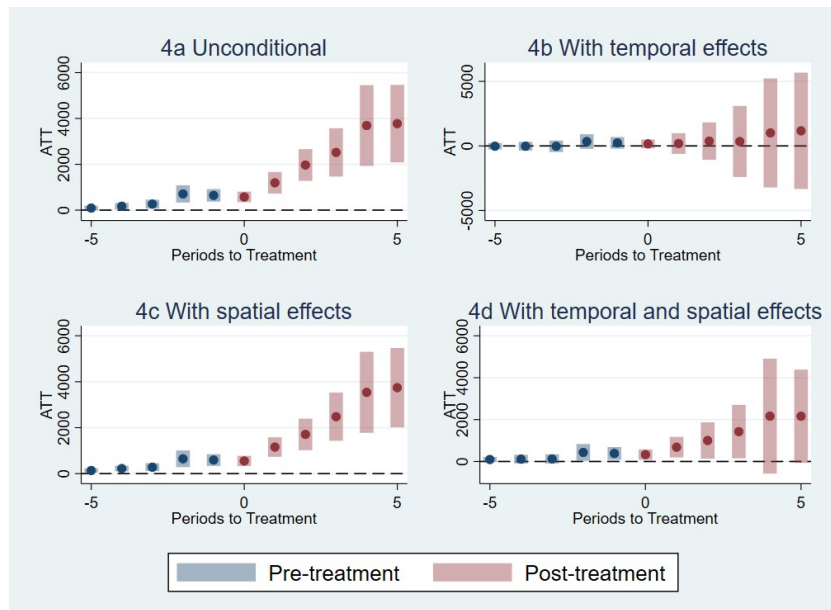 4a Unconditional
ATT
6000
4000
2000
0
-5 0 5
Periods to Treatment
4b With temporal effects
ATT
5000
0
-5000
-5 0 5
Periods to Treatment
4c With spatial effects
ATT
6000
4000
2000
0
-5 0 5
Periods to Treatment
4d With temporal and spatial effects
ATT
6000
4000
2000
0
-5 0 5
Periods to Treatment
Pre-treatment Post-treatment